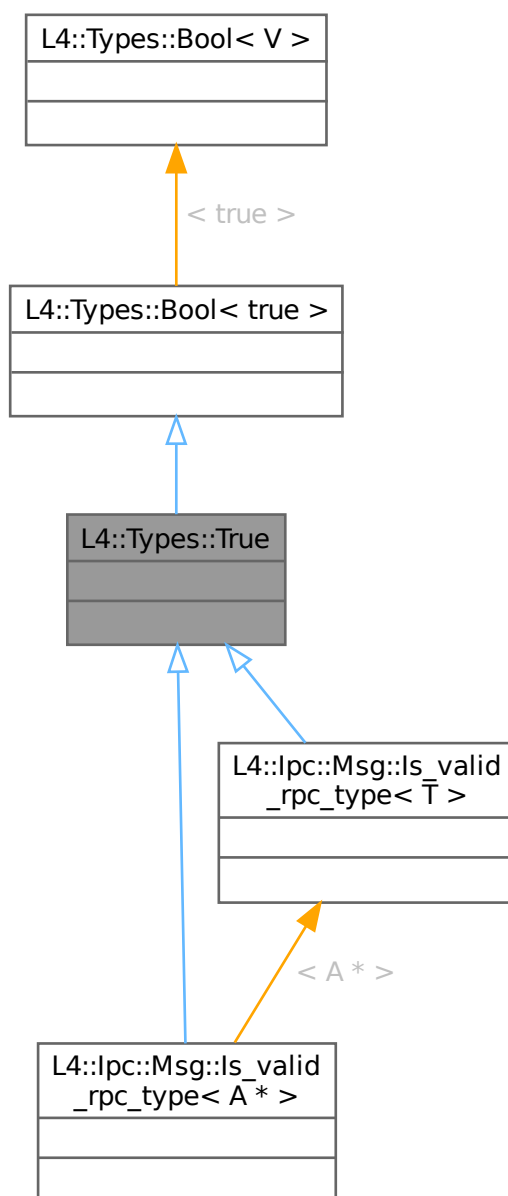 L4::Types::Bool< V >
< true >
L4::Types::Bool< true >
L4::Types::True
L4::Ipc::Msg::Is_valid
_rpc_type< T >
< A * >
L4::Ipc::Msg::Is_valid
_rpc_type< A * >